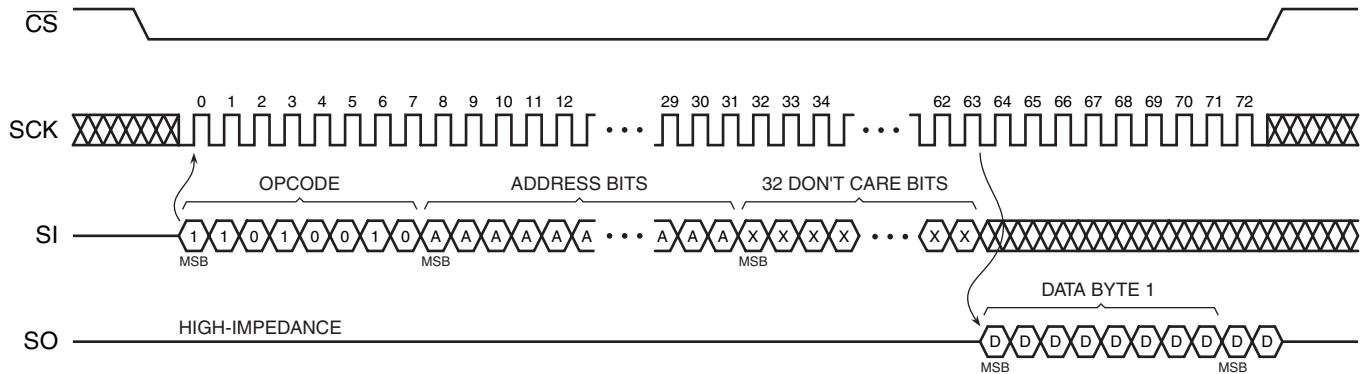 CS
0 1 2 3 4 5 6 7 8 9 10 11 12 29 30 31 32 33 34 62 63 64 65 66 67 68 69 70 71 72
SCK
OPCODE ADDRESS BITS 32 DON'T CARE BITS
SI 1 1 0 1 0 0 1 0 A A A A A A A A A X X X X X X
MSB MSB MSB
DATA BYTE 1
HIGH-IMPEDANCE
SO D D D D D D D D D D
MSB MSB